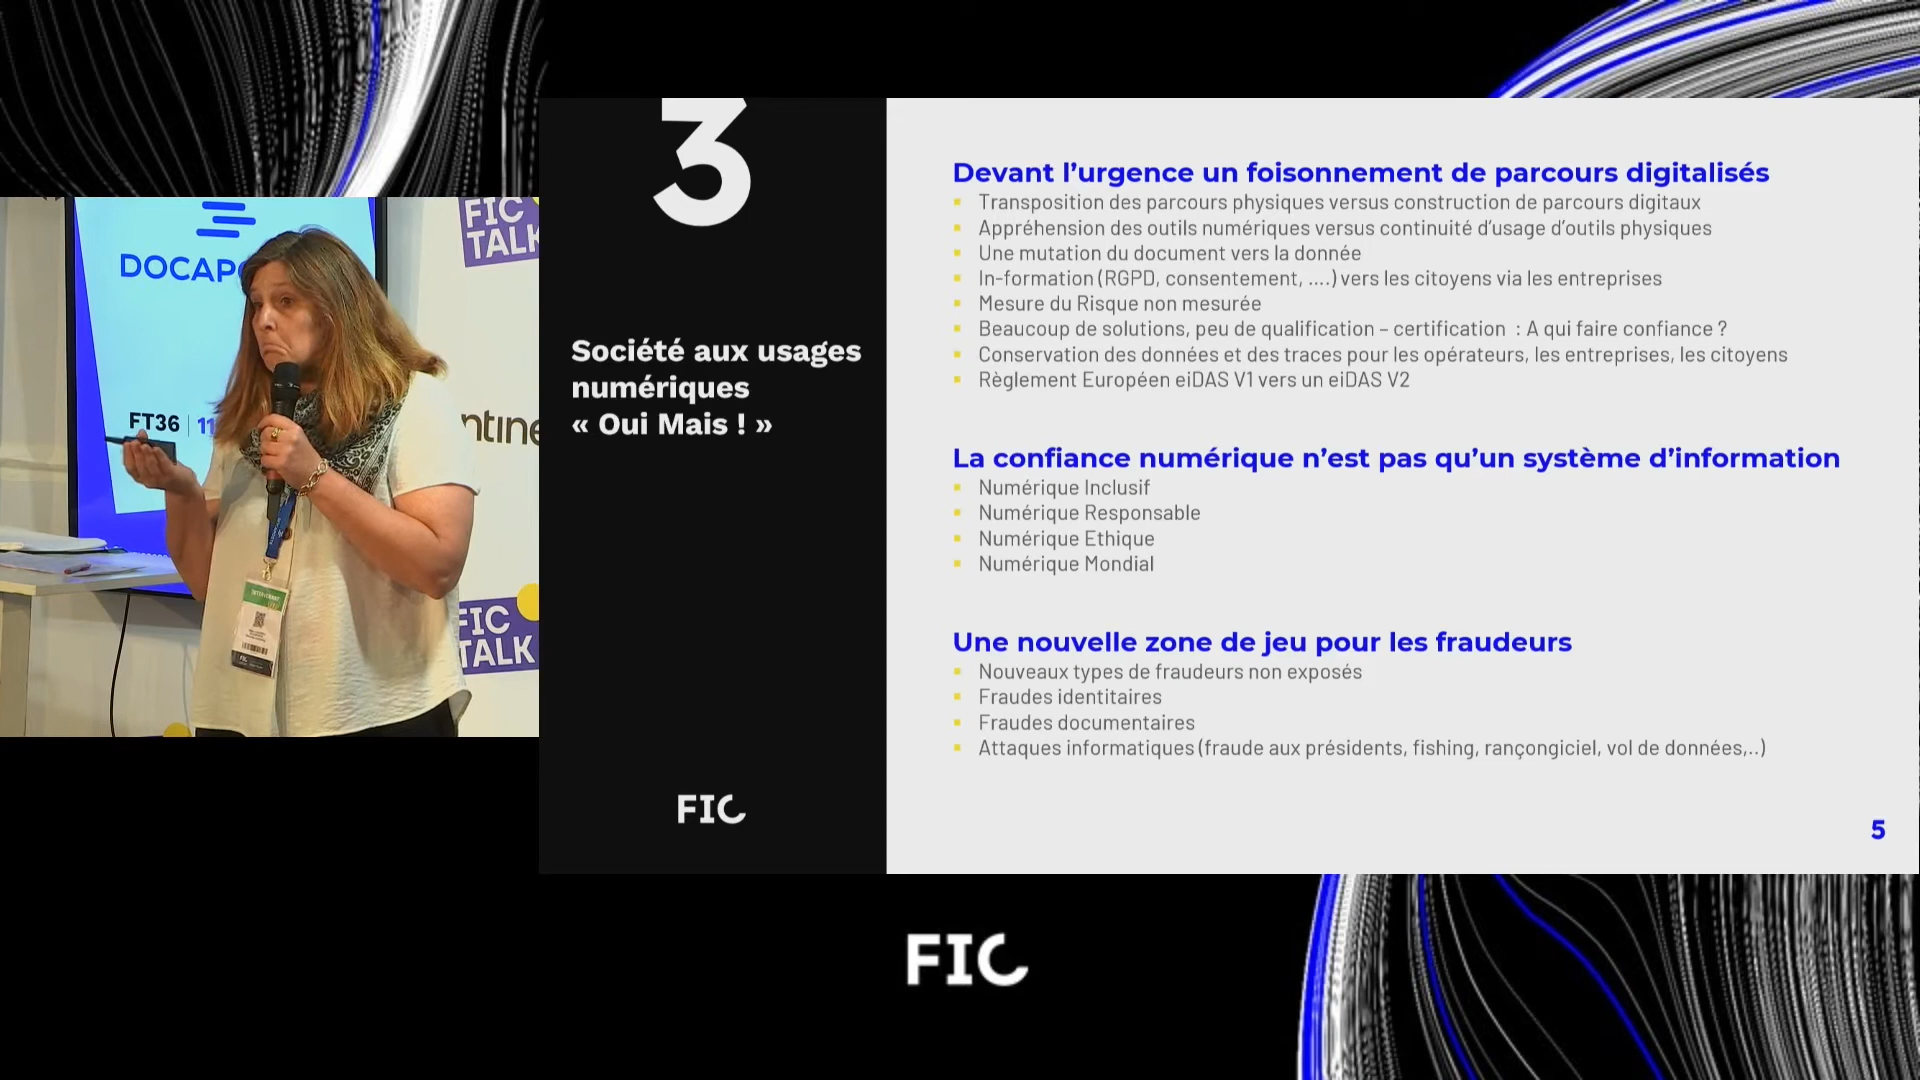 FIC
TALK
DOCAPO
FT36
11
ntine
INTERVENANT
FIC
TALK
3
Société aux usages
numériques
« Oui Mais ! »
FIC
Devant l’urgence un foisonnement de parcours digitalisés
Transposition des parcours physiques versus construction de parcours digitaux
Appréhension des outils numériques versus continuité d’usage d’outils physiques
Une mutation du document vers la donnée
In-formation (RGPD, consentement, ....) vers les citoyens via les entreprises
Mesure du Risque non mesurée
Beaucoup de solutions, peu de qualification – certification : A qui faire confiance ?
Conservation des données et des traces pour les opérateurs, les entreprises, les citoyens
Règlement Européen eiDAS V1 vers un eiDAS V2
La confiance numérique n’est pas qu’un système d’information
Numérique Inclusif
Numérique Responsable
Numérique Ethique
Numérique Mondial
Une nouvelle zone de jeu pour les fraudeurs
Nouveaux types de fraudeurs non exposés
Fraudes identitaires
Fraudes documentaires
Attaques informatiques (fraude aux présidents, fishing, rançongiciel, vol de données,..)
5
FIC